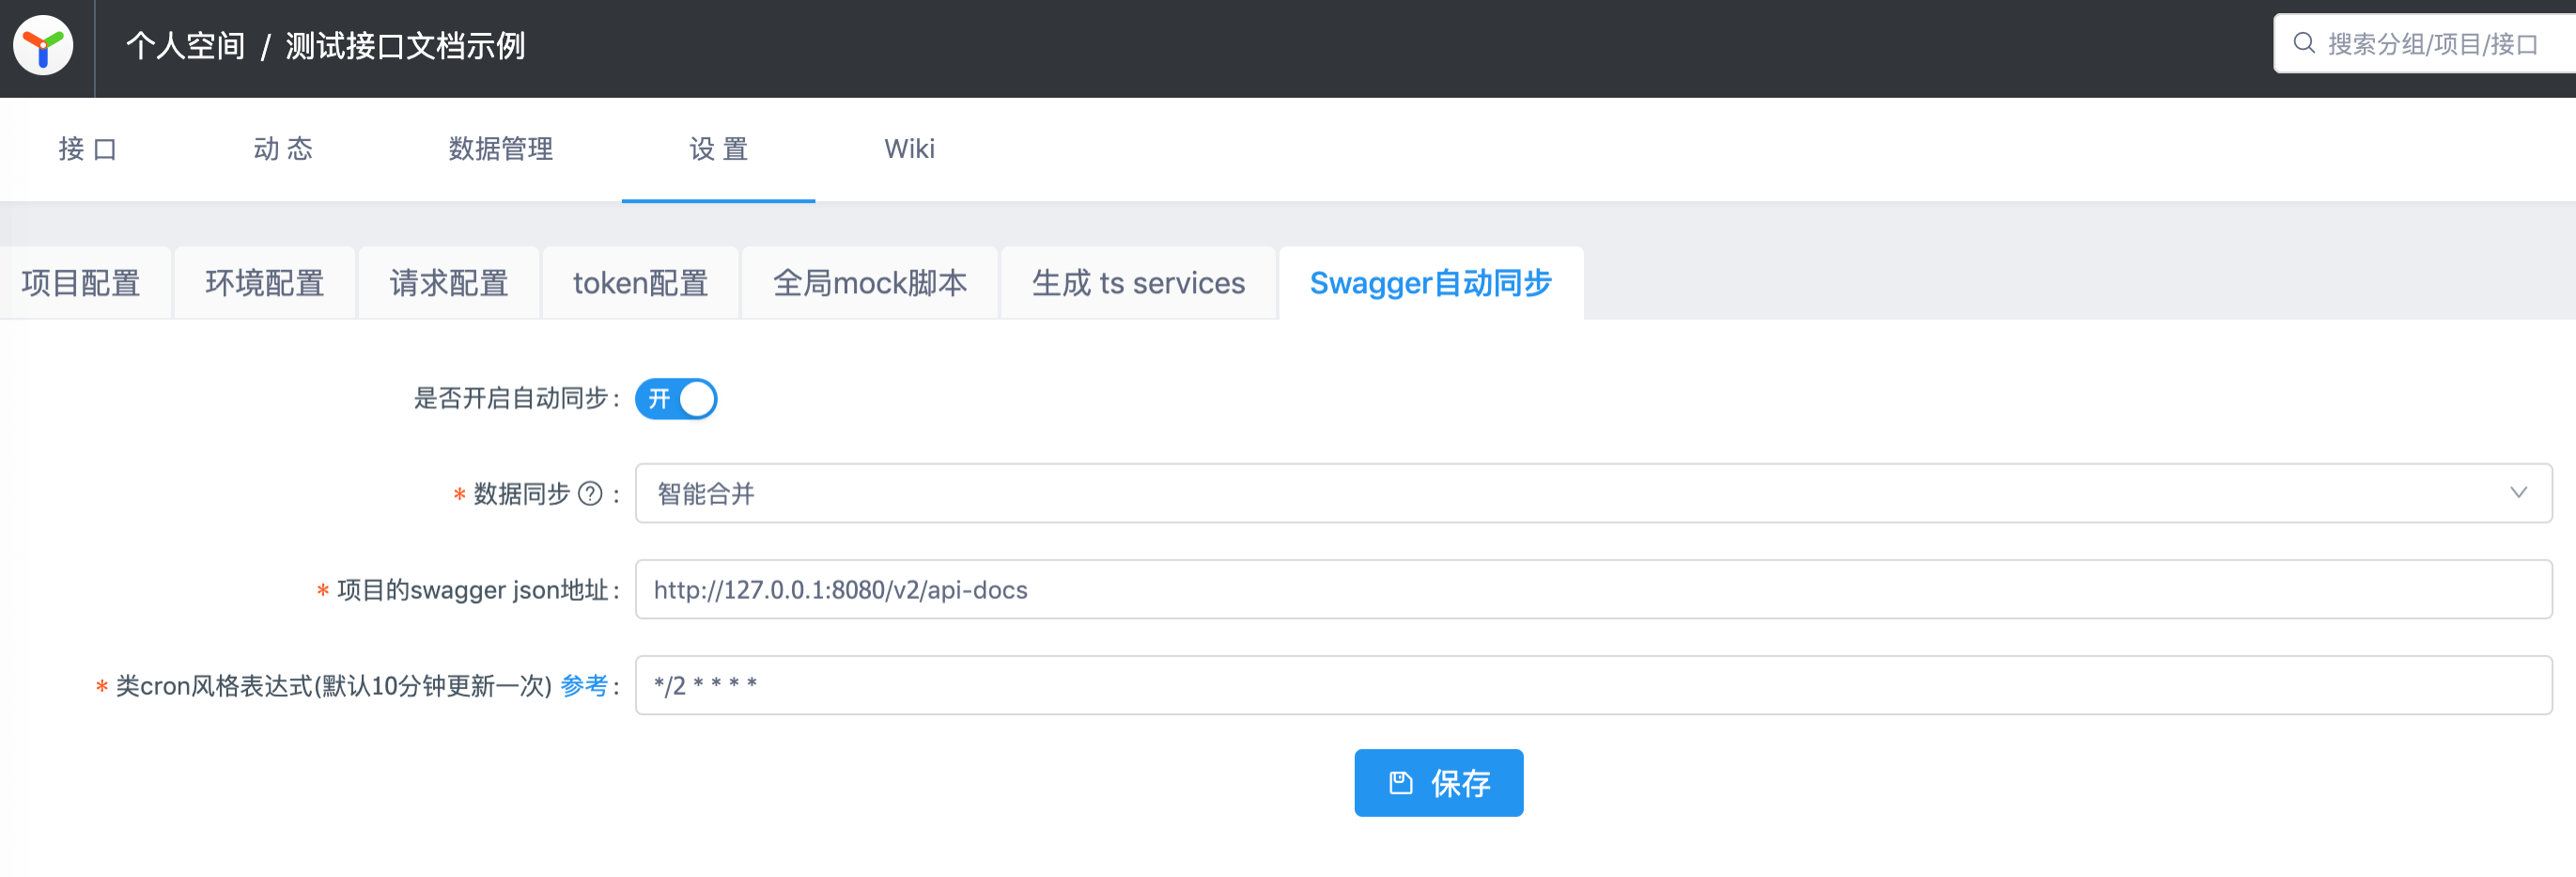 个人空间 / 测试接口文档示例
搜索分组/项目/接口
接 口 动 态 数据管理 设 置 Wiki
项目配置 环境配置 请求配置 token配置 全局mock脚本 生成 ts services Swagger自动同步
是否开启自动同步: 开
* 数据同步 ? : 智能合并
* 项目的swagger json地址: http://127.0.0.1:8080/v2/api-docs
* 类cron风格表达式(默认10分钟更新一次) 参考: */2 * * * *
保存